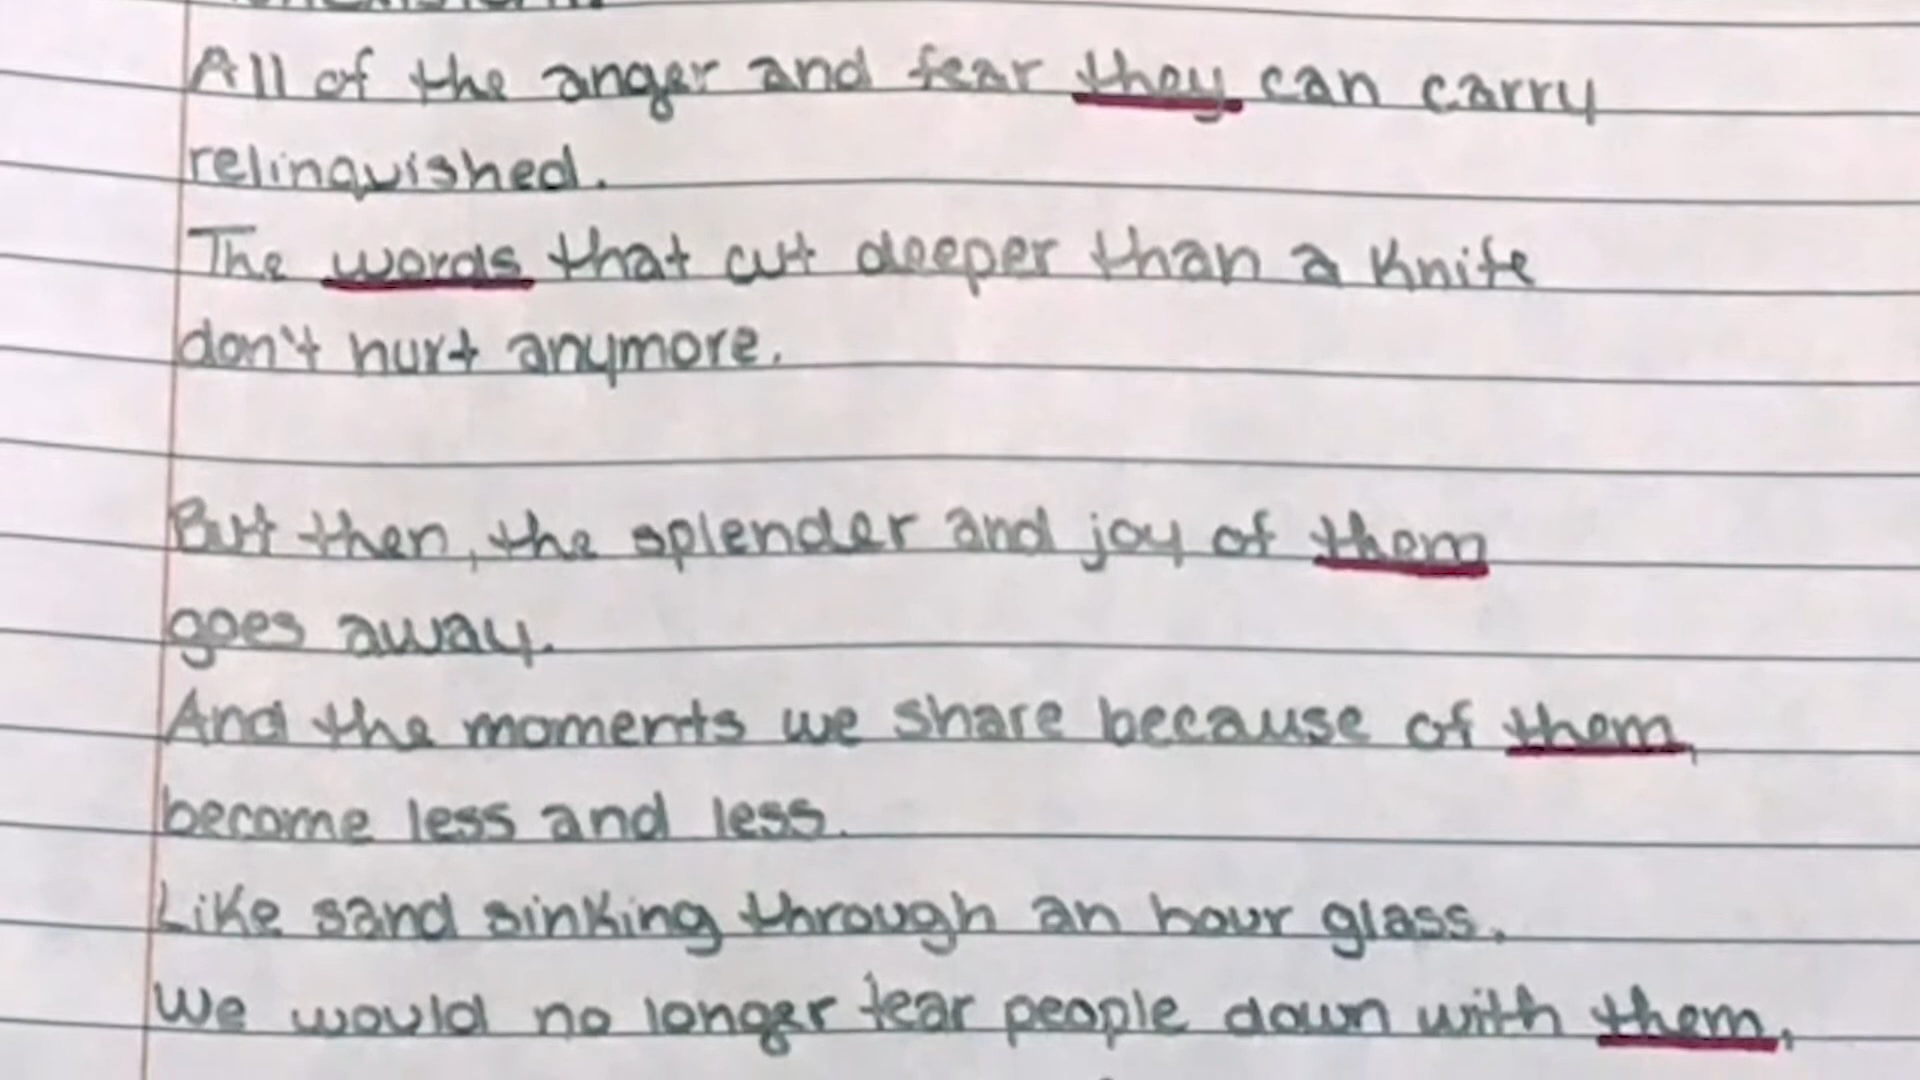 All of the anger and fear they can carry
relinquished.
The words that cut deeper than a knife
don't hurt anymore.
But then, the splender and joy of them
goes away.
And the moments we share because of them,
become less and less.
Like sand sinking through an hour glass.
We would no longer tear people down with them,